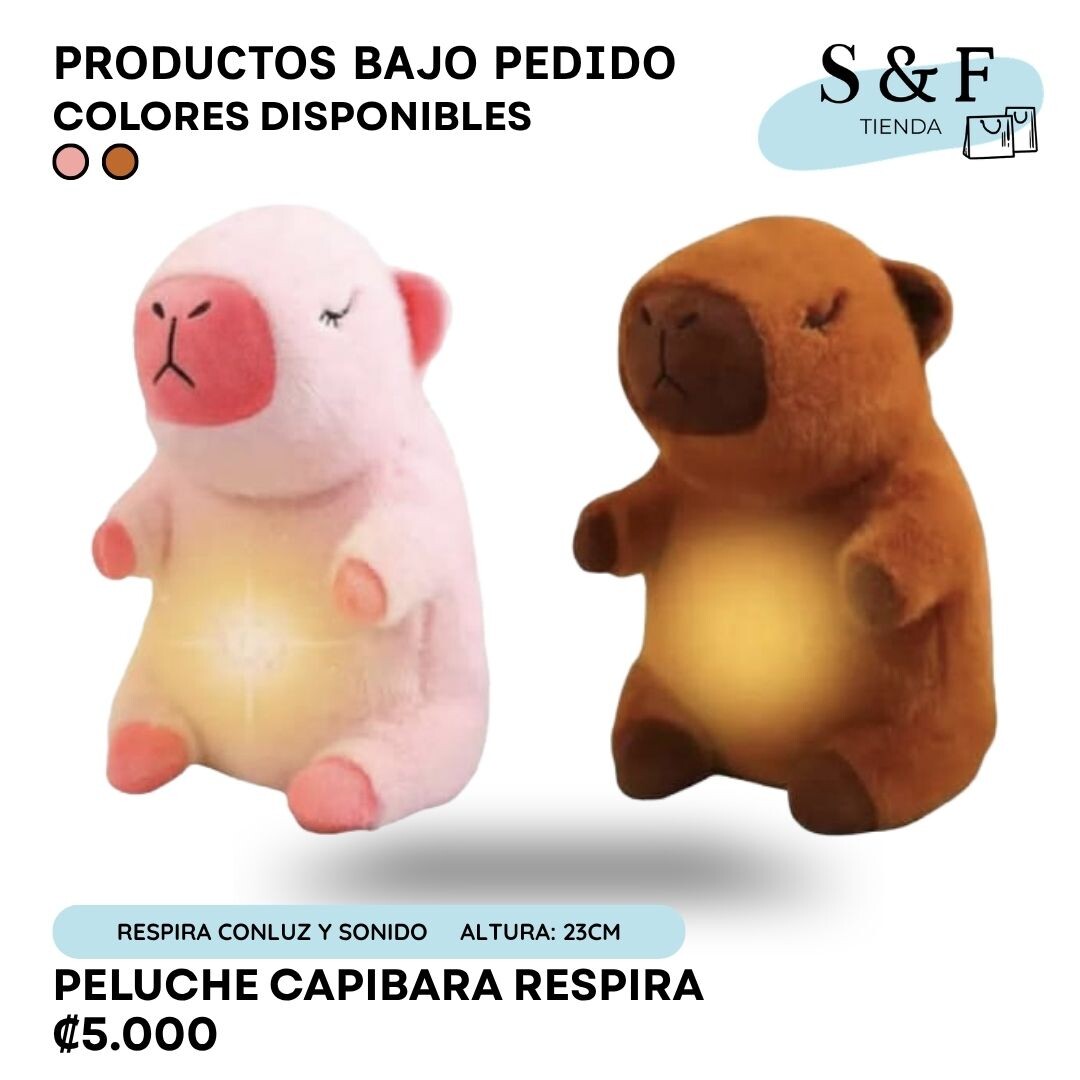 PRODUCTOS BAJO PEDIDO
COLORES DISPONIBLES
S & F
TIENDA
RESPIRA CONLUZ Y SONIDO ALTURA: 23CM
PELUCHE CAPIBARA RESPIRA
₡5.000